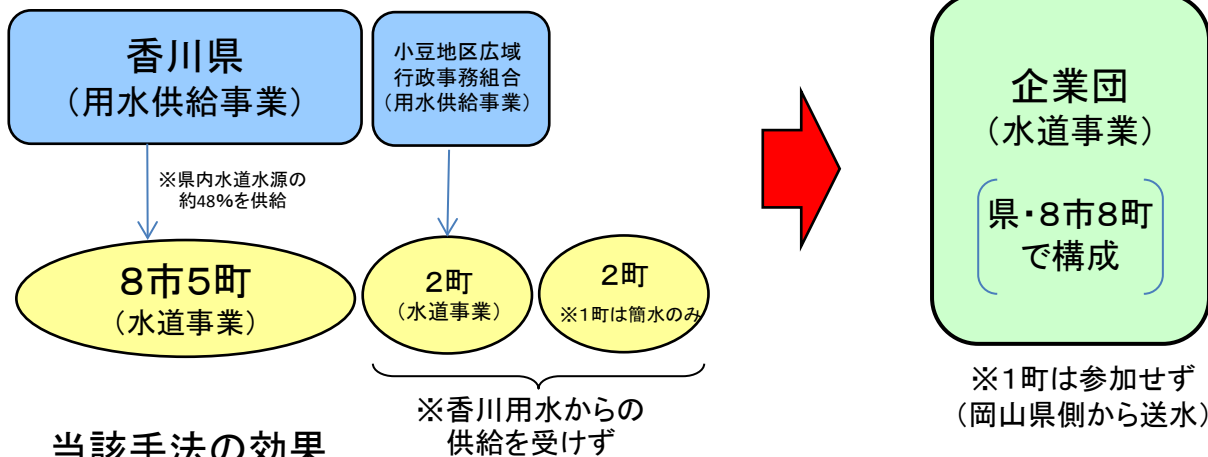 香川県
（用水供給事業）
小豆地区広域
行政事務組合
（用水供給事業）
※県内水道水源の
約48%を供給
8市5町
（水道事業）
2町
（水道事業）
2町
※1町は簡水のみ
※香川用水からの
供給を受けず
当該手法の効果
企業団
（水道事業）
県・8市8町
で構成
※1町は参加せず
（岡山県側から送水）